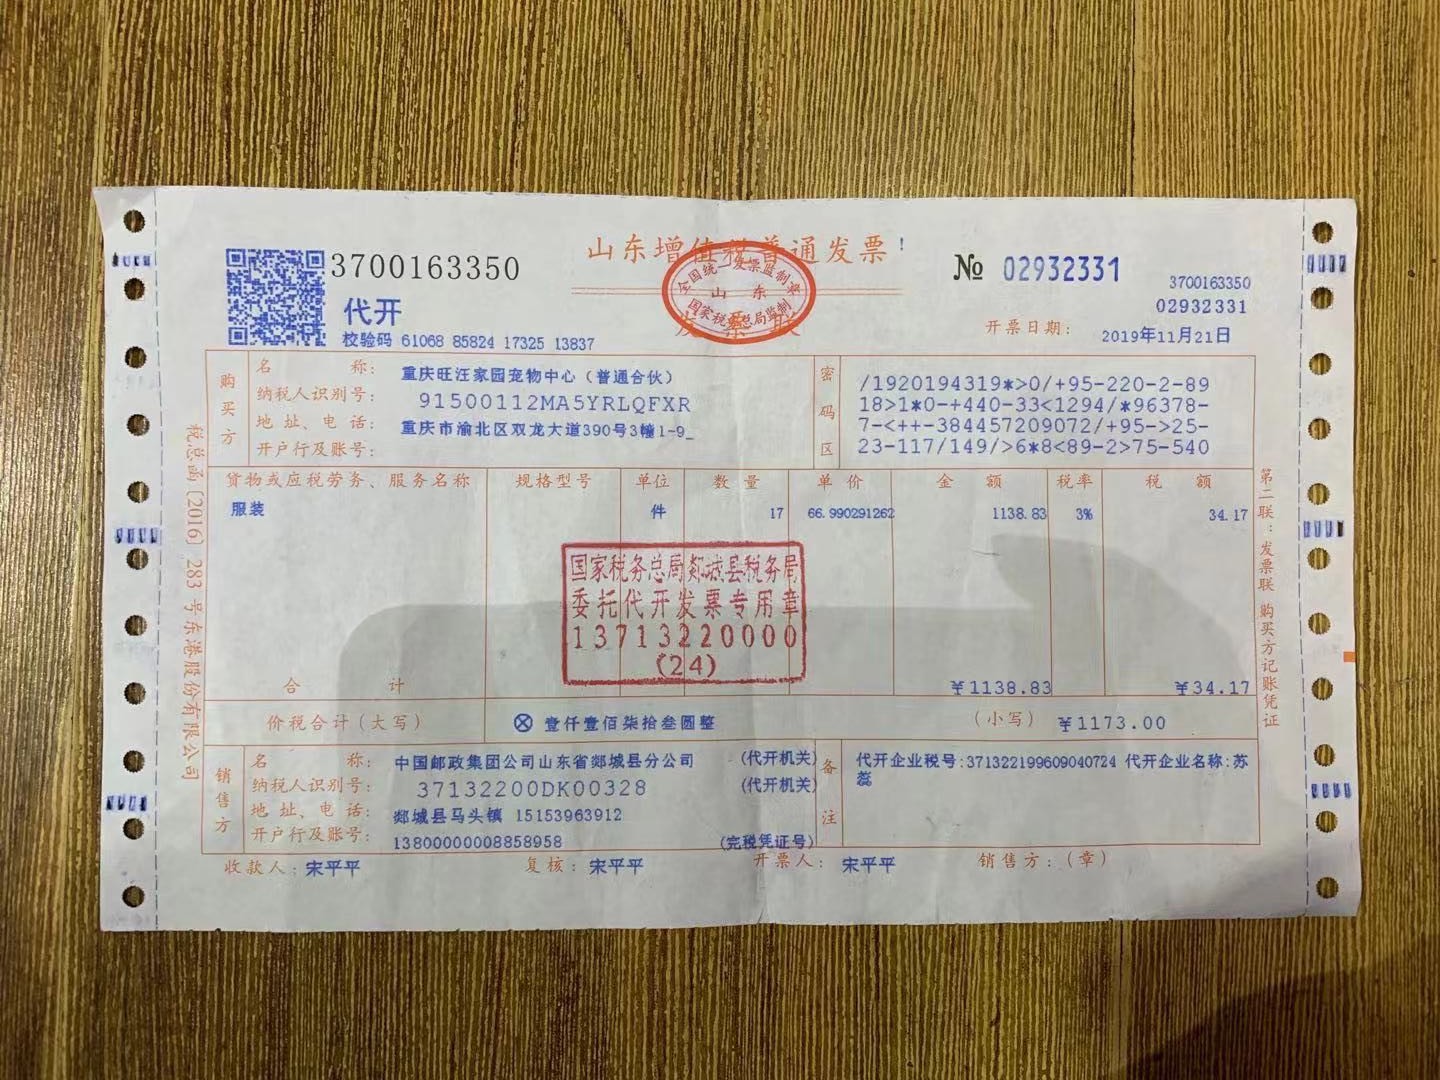 山东增值税普通发票
发票联
全国统一发票监制章
山东
国家税务总局监制
3700163350
代开
校验码 61068 85824 17325 13837
№ 02932331
3700163350
02932331
开票日期: 2019年11月21日
购买方
名称: 重庆旺汪家园宠物中心(普通合伙)
纳税人识别号: 91500112MA5YRLQFXR
地址、电话: 重庆市渝北区双龙大道390号3幢1-9_
开户行及账号:
密码区
/1920194319*>0/+95-220-2-89
18>1*0-+440-33<1294/*96378-
7-<++-384457209072/+95->25-
23-117/149/>6*8<89-2>75-540
货物或应税劳务、服务名称 规格型号 单位 数量 单价 金额 税率 税额
服装 件 17 66.990291262 1138.83 3% 34.17
国家税务总局郯城县税务局
委托代开发票专用章
13713220000
(24)
合计 ¥1138.83 ¥34.17
价税合计(大写) ⊗ 壹仟壹佰柒拾叁圆整 (小写) ¥1173.00
销售方
名称: 中国邮政集团公司山东省郯城县分公司 (代开机关)
纳税人识别号: 37132200DK00328 (代开机关)
地址、电话: 郯城县马头镇 15153963912
开户行及账号: 13800000008858958 (完税凭证号)
备注
代开企业税号:371322199609040724 代开企业名称:苏
蕊
收款人: 宋平平 复核: 宋平平 开票人: 宋平平 销售方:(章)
税总函〔2016〕283号东港股份有限公司
第二联:发票联 购买方记账凭证